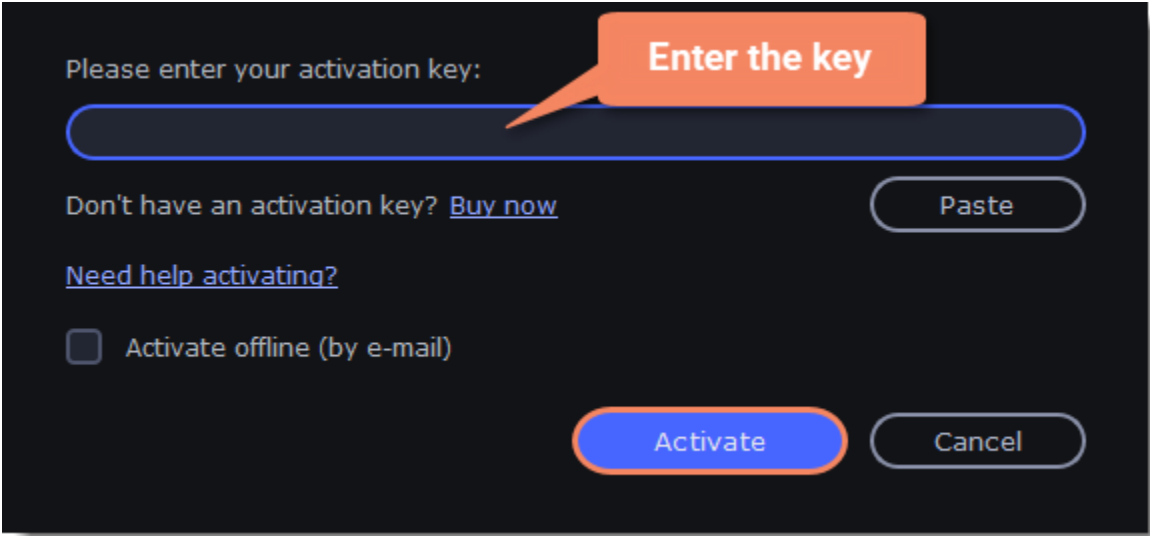 Enter the key
Please enter your activation key:
Don't have an activation key? Buy now
Paste
Need help activating?
Activate offline (by e-mail)
Activate
Cancel